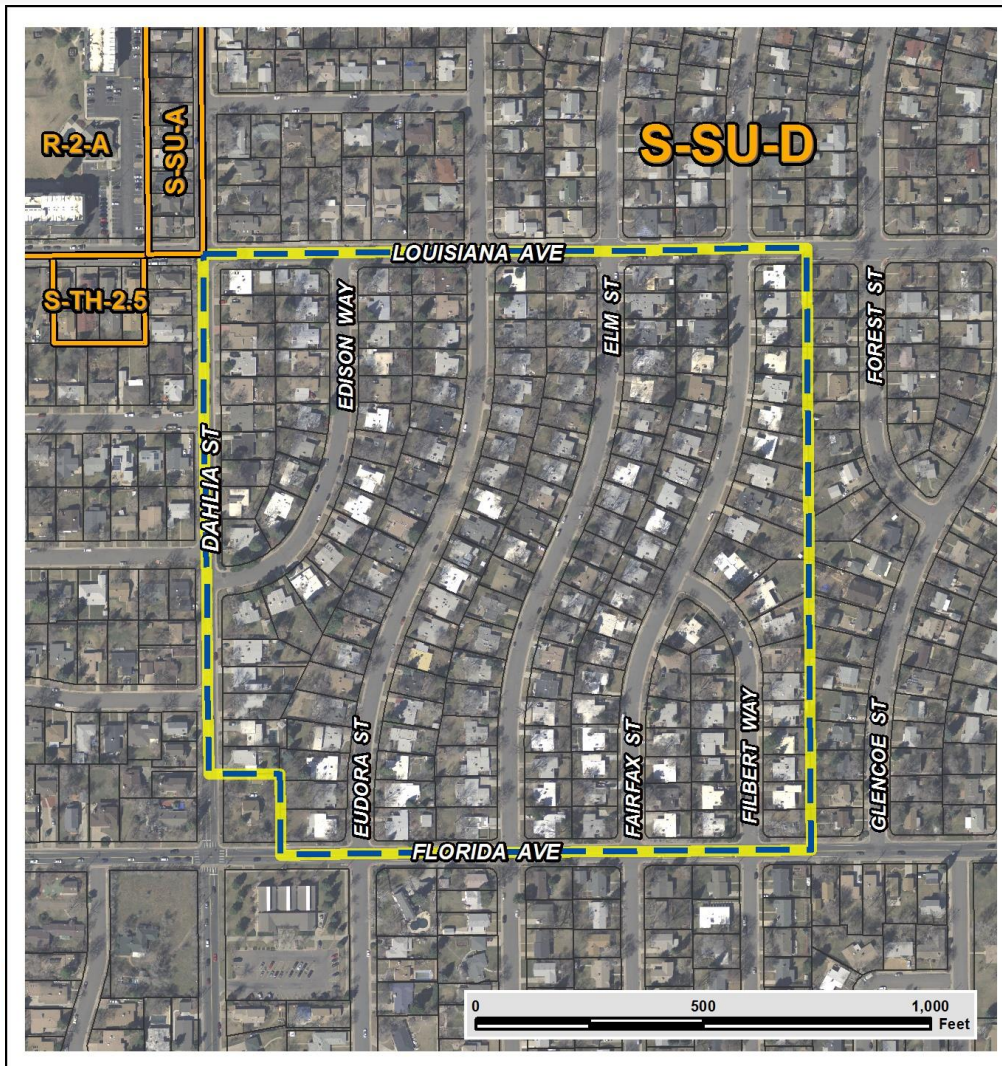 R-2-A
S-SU-A
S-SU-D
LOUISIANA AVE
S-TH-2.5
EDISON WAY
ELM ST
FOREST ST
DAHLIA ST
EUDORA ST
FAIRFAX ST
FILBERT WAY
GLENCOE ST
FLORIDA AVE
0 500 1,000
Feet